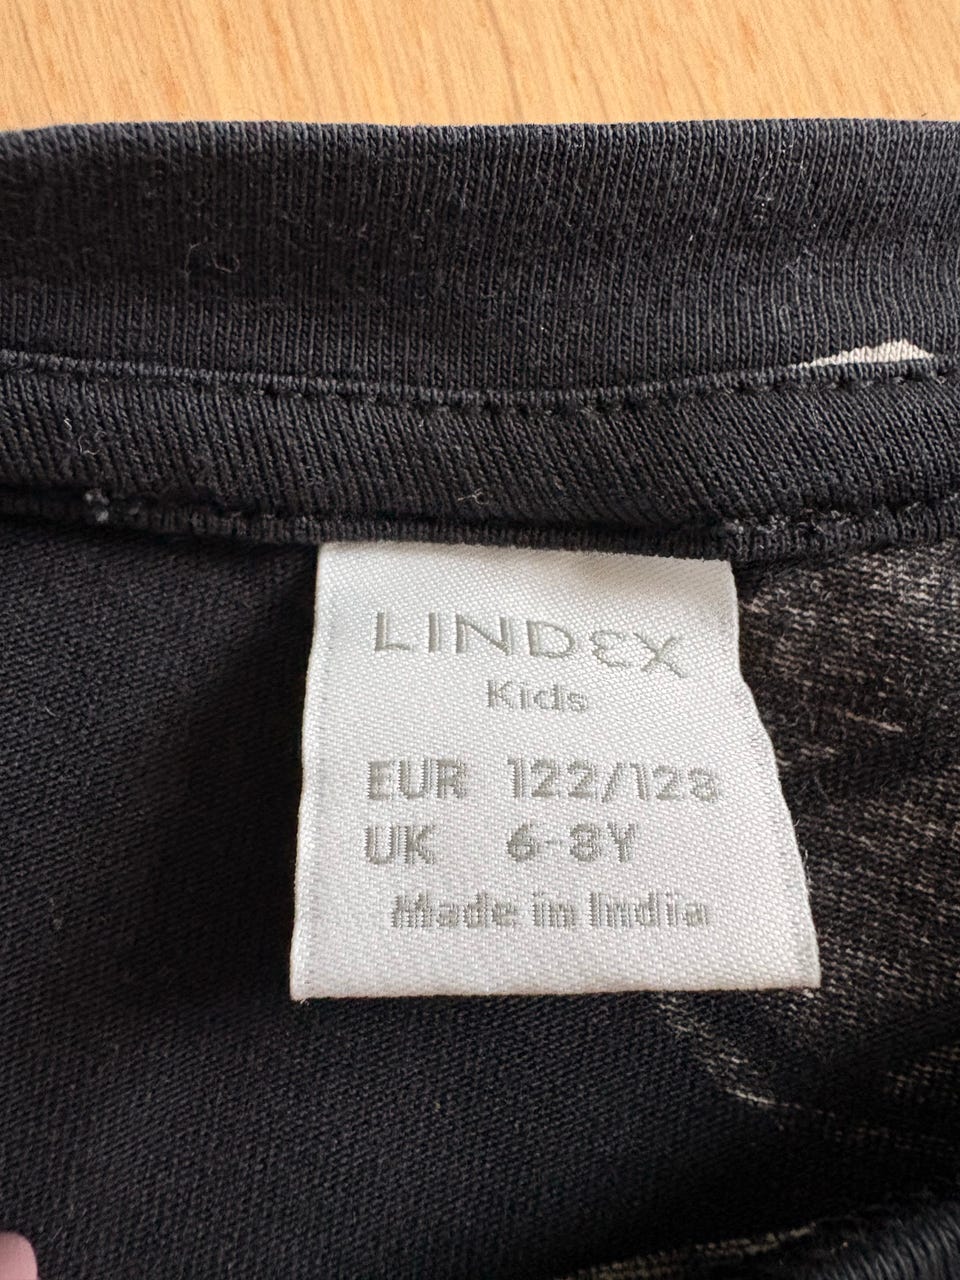 LINDEX
Kids
EUR 122/128
UK 6-8Y
Made in India